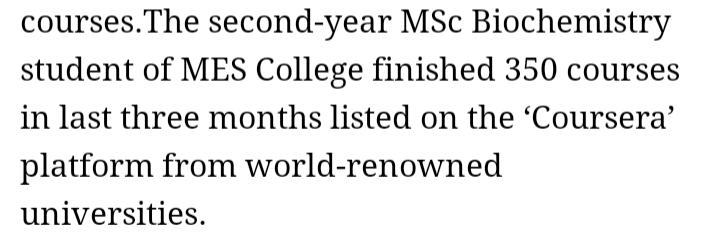 courses.The second-year MSc Biochemistry
student of MES College finished 350 courses
in last three months listed on the ‘Coursera’
platform from world-renowned
universities.